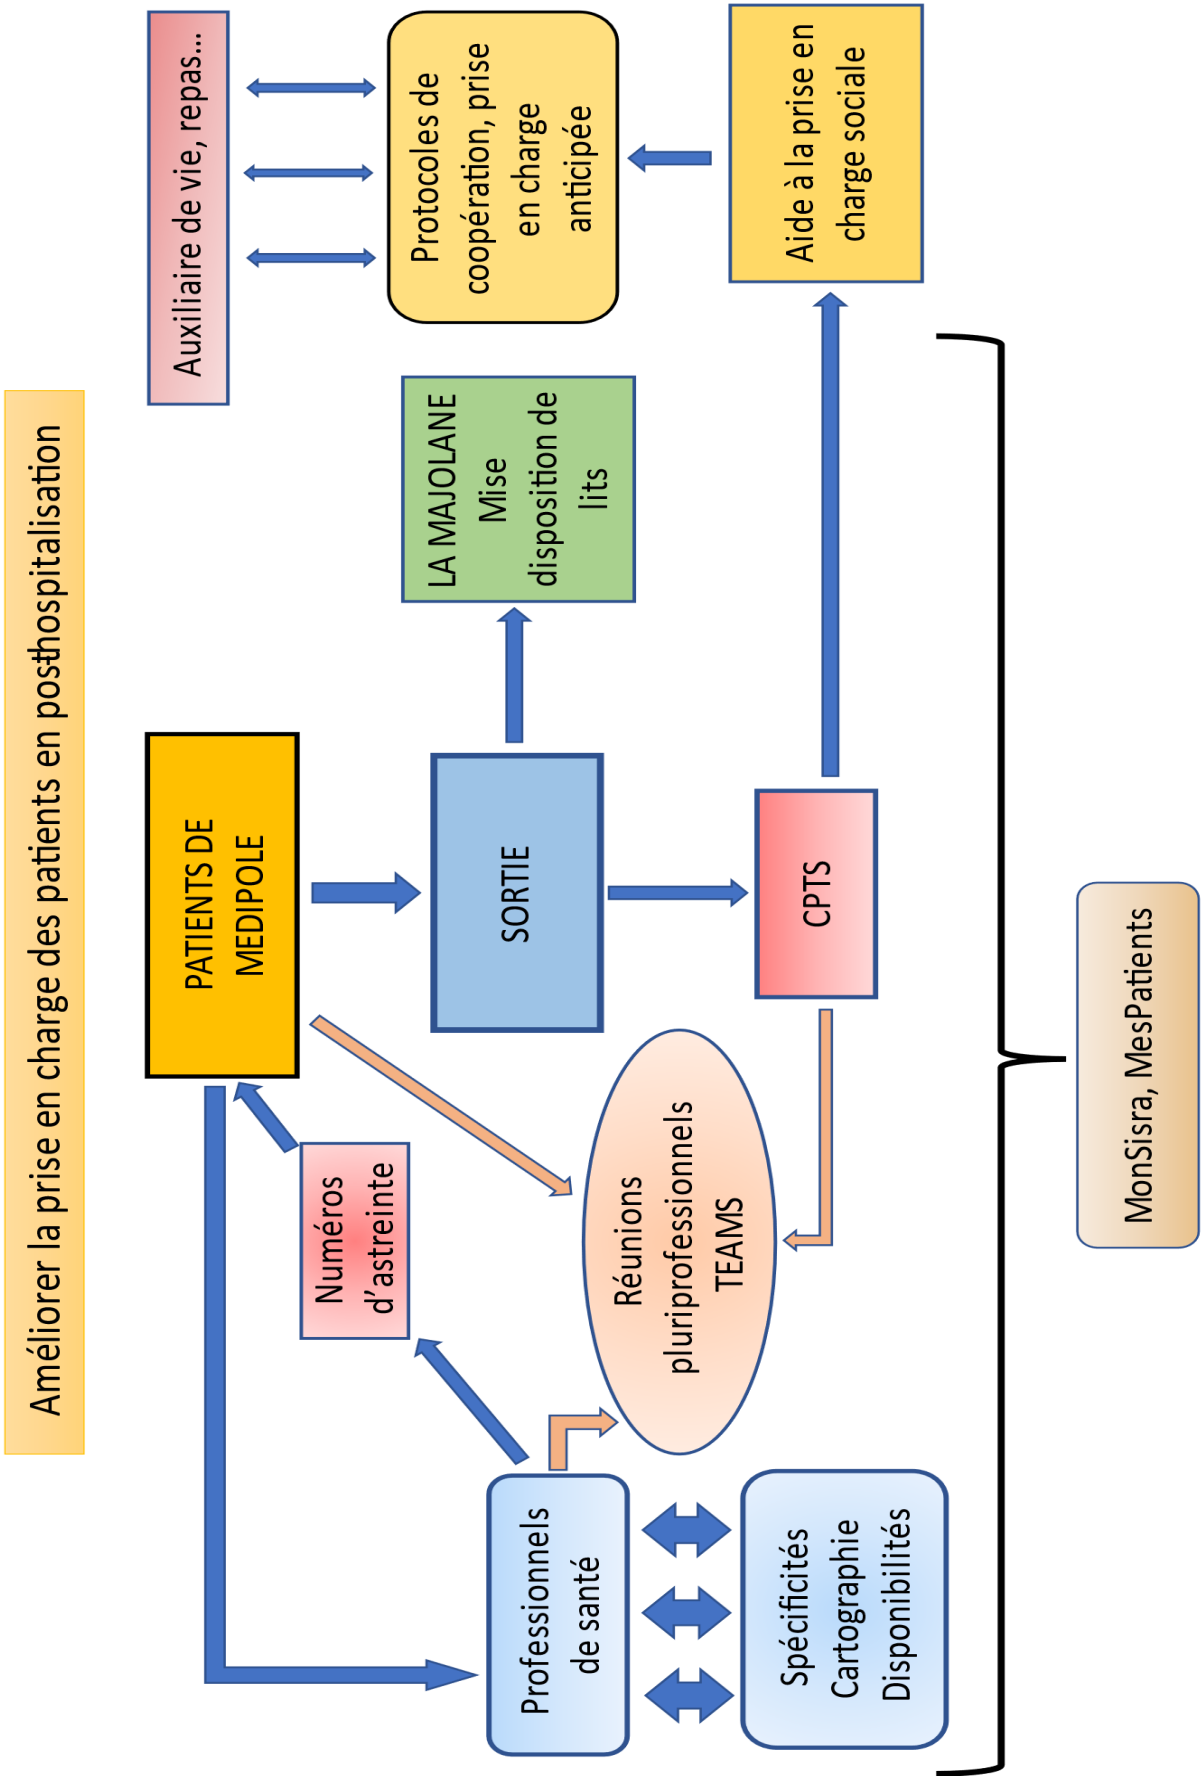 Améliorer la prise en charge des patients en post-hospitalisation
PATIENTS DE
MEDIPOLE
Auxiliaire de vie, repas...
Numéros
d'astreinte
SORTIE
LA MAJOLANE
Mise
disposition de
lits
Protocoles de
coopération, prise
en charge
anticipée
Professionnels
de santé
Réunions
pluriprofessionnels
TEAMS
CPTS
Aide à la prise en
charge sociale
Spécificités
Cartographie
Disponibilités
MonSisra, MesPatients